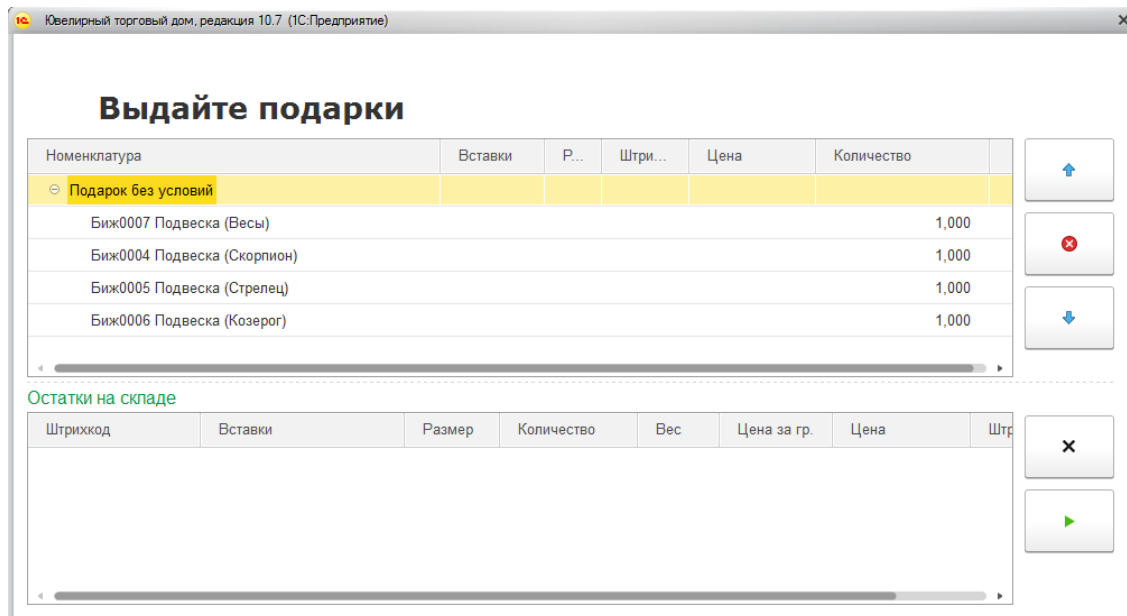 1С Ювелирный торговый дом, редакция 10.7 (1С:Предприятие)
Выдайте подарки
Номенклатура Вставки Р... Штри... Цена Количество
Подарок без условий
Биж0007 Подвеска (Весы) 1,000
Биж0004 Подвеска (Скорпион) 1,000
Биж0005 Подвеска (Стрелец) 1,000
Биж0006 Подвеска (Козерог) 1,000
Остатки на складе
Штрихкод Вставки Размер Количество Вес Цена за гр. Цена Штр